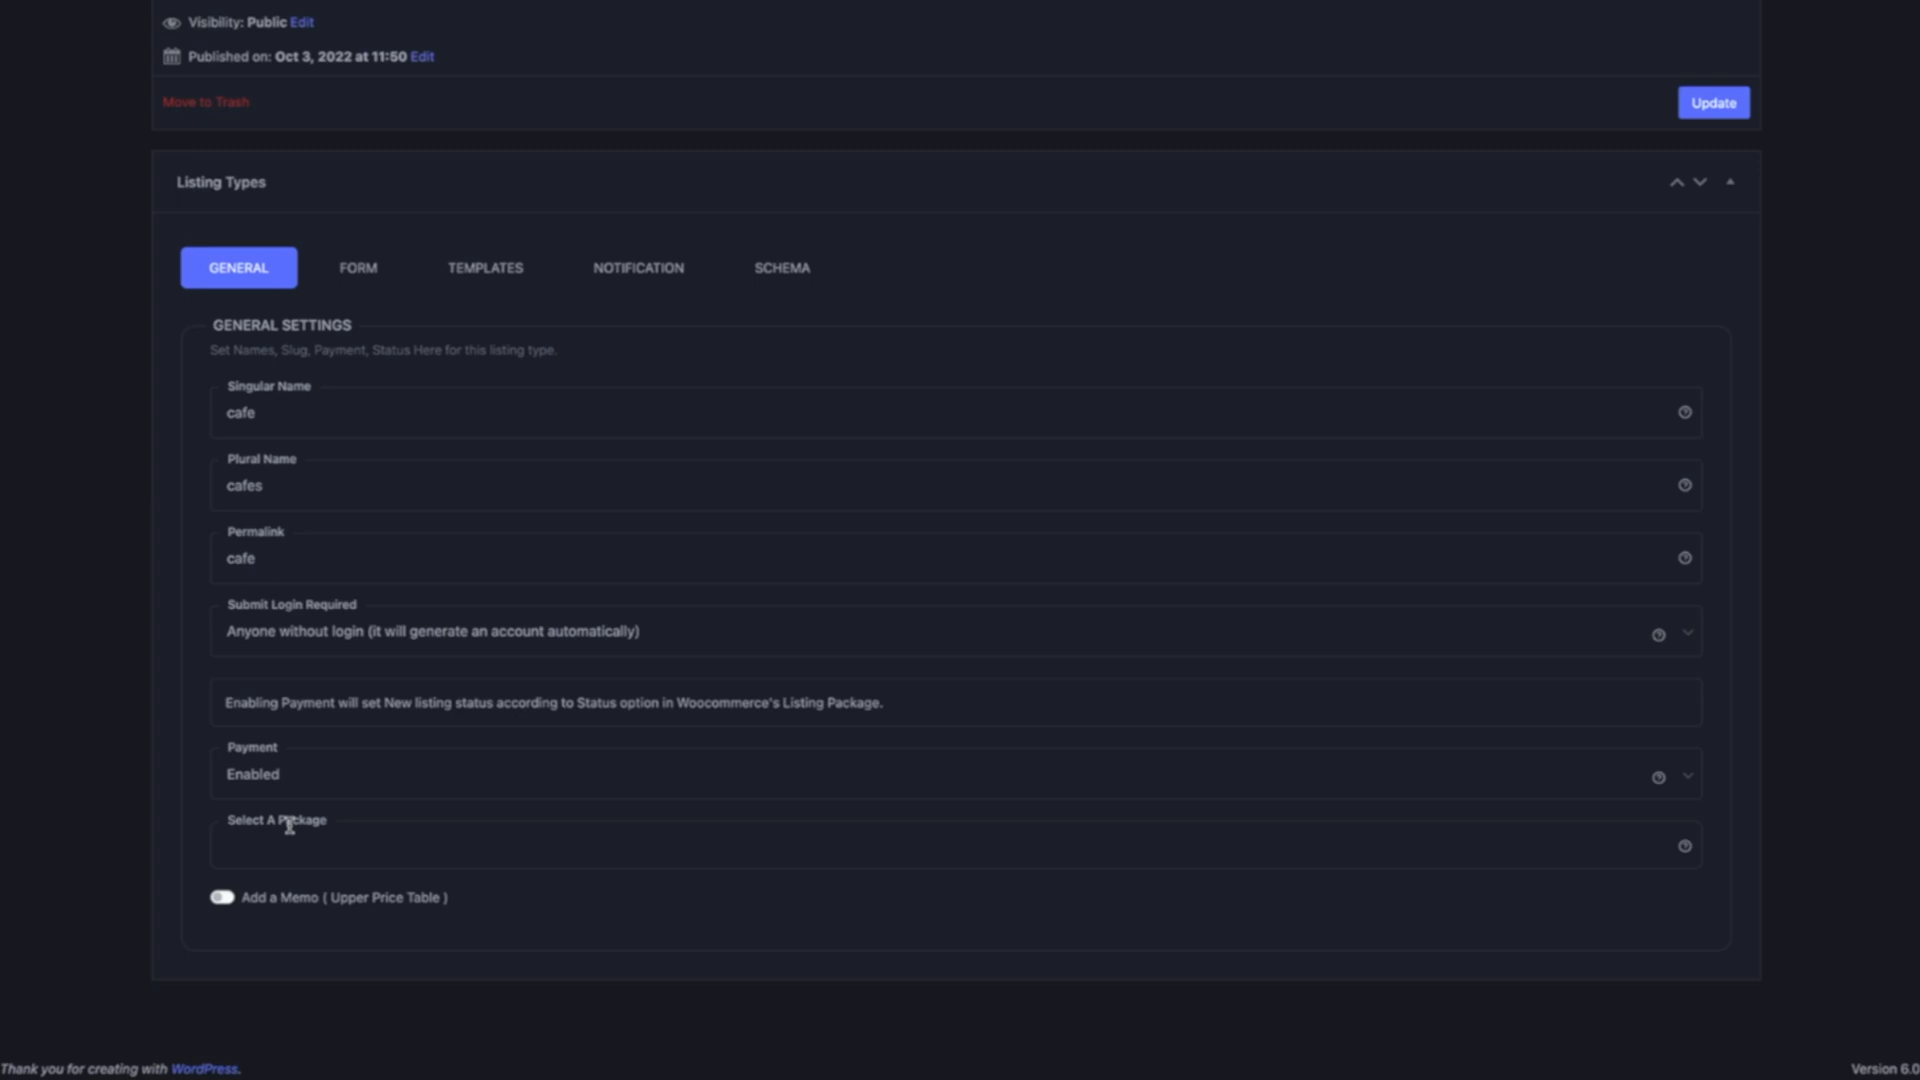 Visibility: Public Edit
Published on: Oct 3, 2022 at 11:50 Edit
Move to Trash
Update
Listing Types
GENERAL
FORM
TEMPLATES
NOTIFICATION
SCHEMA
GENERAL SETTINGS
Set Names, Slug, Payment, Status Here for this listing type.
Singular Name
cafe
Plural Name
cafes
Permalink
cafe
Submit Login Required
Anyone without login (it will generate an account automatically)
Enabling Payment will set New listing status according to Status option in Woocommerce's Listing Package.
Payment
Enabled
Select A Package
Add a Memo ( Upper Price Table )
Thank you for creating with WordPress.
Version 6.0